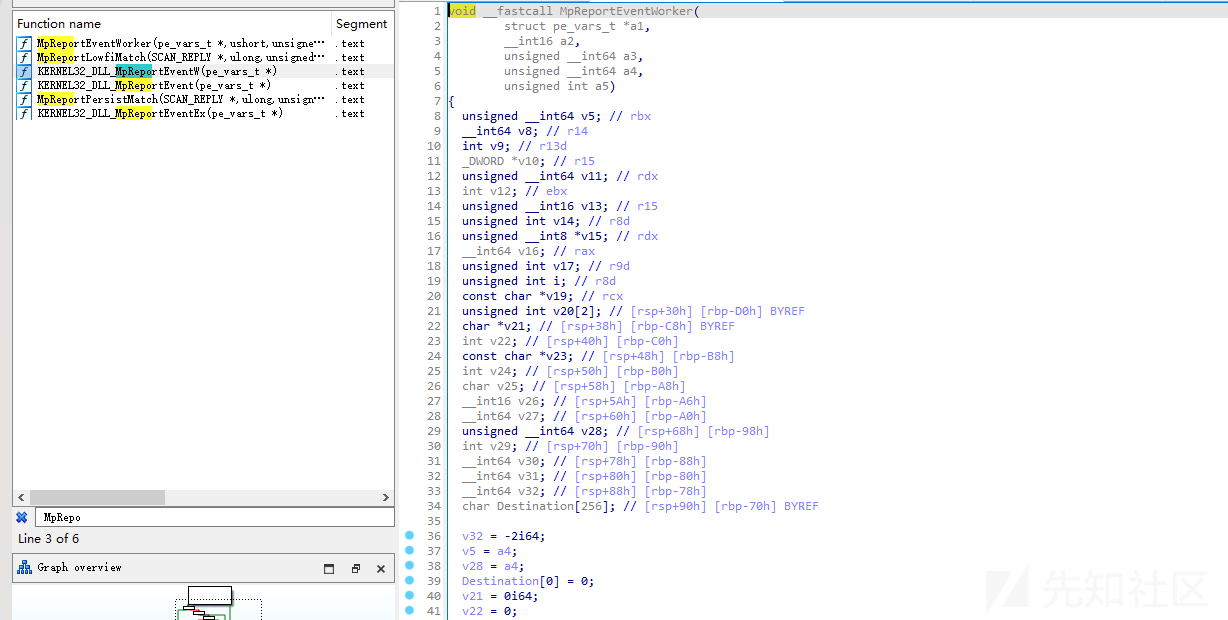 Function name
Segment
f MpReportEventWorker(pe_vars_t *,ushort,unsigne… .text
f MpReportLowfiMatch(SCAN_REPLY *,ulong,unsigned… .text
f KERNEL32_DLL_MpReportEventW(pe_vars_t *) .text
f KERNEL32_DLL_MpReportEvent(pe_vars_t *) .text
f MpReportPersistMatch(SCAN_REPLY *,ulong,unsign… .text
f KERNEL32_DLL_MpReportEventEx(pe_vars_t *) .text
MpRepo
Line 3 of 6
Graph overview
1 void __fastcall MpReportEventWorker(
2 struct pe_vars_t *a1,
3 __int16 a2,
4 unsigned __int64 a3,
5 unsigned __int64 a4,
6 unsigned int a5)
7 {
8 unsigned __int64 v5; // rbx
9 __int64 v8; // r14
10 int v9; // r13d
11 _DWORD *v10; // r15
12 unsigned __int64 v11; // rdx
13 int v12; // ebx
14 unsigned __int16 v13; // r15
15 unsigned int v14; // r8d
16 unsigned __int8 *v15; // rdx
17 __int64 v16; // rax
18 unsigned int v17; // r9d
19 unsigned int i; // r8d
20 const char *v19; // rcx
21 unsigned int v20[2]; // [rsp+30h] [rbp-D0h] BYREF
22 char *v21; // [rsp+38h] [rbp-C8h] BYREF
23 int v22; // [rsp+40h] [rbp-C0h]
24 const char *v23; // [rsp+48h] [rbp-B8h]
25 int v24; // [rsp+50h] [rbp-B0h]
26 char v25; // [rsp+58h] [rbp-A8h]
27 __int16 v26; // [rsp+5Ah] [rbp-A6h]
28 __int64 v27; // [rsp+60h] [rbp-A0h]
29 unsigned __int64 v28; // [rsp+68h] [rbp-98h]
30 int v29; // [rsp+70h] [rbp-90h]
31 __int64 v30; // [rsp+78h] [rbp-88h]
32 __int64 v31; // [rsp+80h] [rbp-80h]
33 __int64 v32; // [rsp+88h] [rbp-78h]
34 char Destination[256]; // [rsp+90h] [rbp-70h] BYREF
35
36 v32 = -2i64;
37 v5 = a4;
38 v28 = a4;
39 Destination[0] = 0;
40 v21 = 0i64;
41 v22 = 0;
先知社区